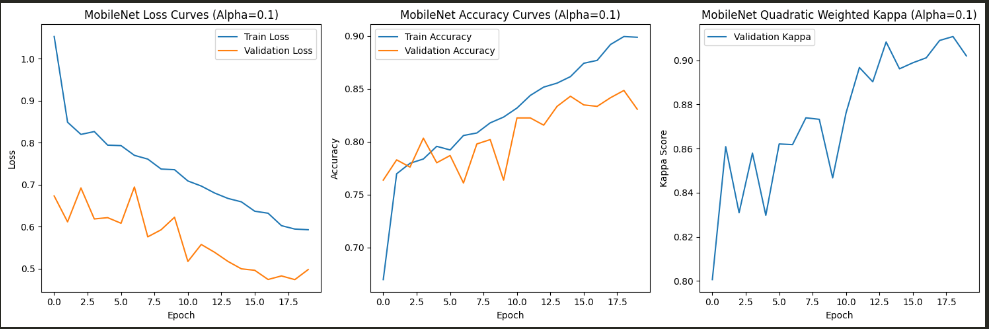 MobileNet Loss Curves (Alpha=0.1)
Train Loss
Validation Loss
1.0
0.9
0.8
0.7
0.6
0.5
Loss
0.0 2.5 5.0 7.5 10.0 12.5 15.0 17.5
Epoch
MobileNet Accuracy Curves (Alpha=0.1)
Train Accuracy
Validation Accuracy
0.90
0.85
0.80
0.75
0.70
Accuracy
0.0 2.5 5.0 7.5 10.0 12.5 15.0 17.5
Epoch
MobileNet Quadratic Weighted Kappa (Alpha=0.1)
Validation Kappa
0.90
0.88
0.86
0.84
0.82
0.80
Kappa Score
0.0 2.5 5.0 7.5 10.0 12.5 15.0 17.5
Epoch